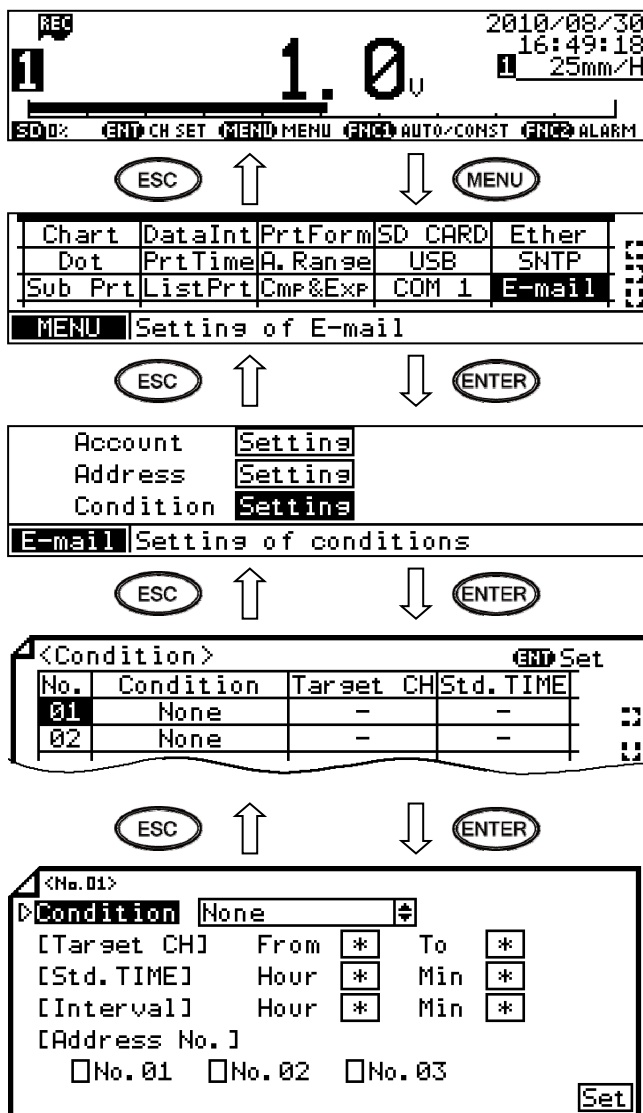 REC
2010/08/30
16:49:18
1 1.0V 1 25mm/H
SD 0% ENT CH SET MENU MENU FNC1 AUTO/CONST FNC2 ALARM
ESC MENU
Chart DataInt PrtForm SD CARD Ether
Dot PrtTime A.Range USB SNTP
Sub Prt ListPrt Cmp&Exp COM 1 E-mail
MENU Setting of E-mail
ESC ENTER
Account Setting
Address Setting
Condition Setting
E-mail Setting of conditions
ESC ENTER
<Condition> ENT Set
No. Condition Target CH Std.TIME
01 None - -
02 None - -
ESC ENTER
<No.01>
Condition None
[Target CH] From * To *
[Std.TIME] Hour * Min *
[Interval] Hour * Min *
[Address No.]
No.01 No.02 No.03
Set